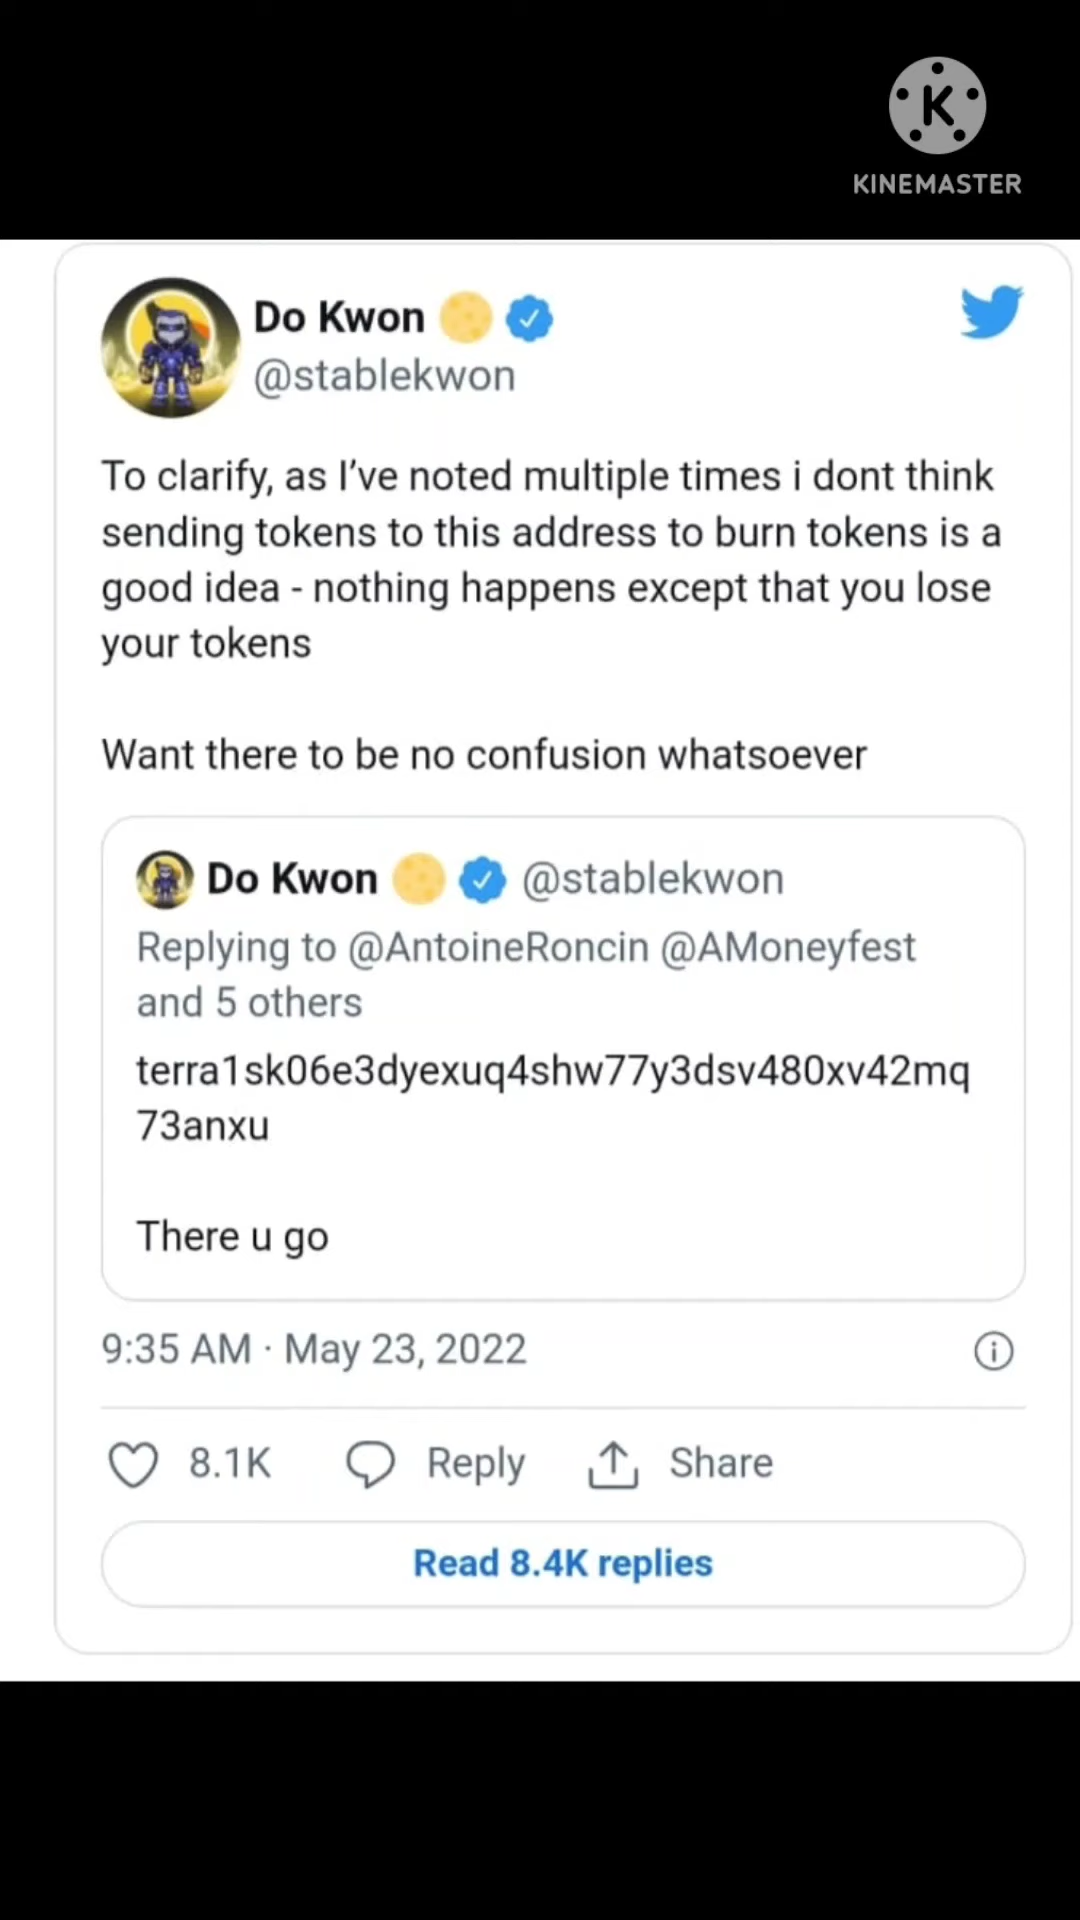 K
KINEMASTER
Do Kwon
@stablekwon
To clarify, as I've noted multiple times i dont think
sending tokens to this address to burn tokens is a
good idea - nothing happens except that you lose
your tokens
Want there to be no confusion whatsoever
Do Kwon @stablekwon
Replying to @AntoineRoncin @AMoneyfest
and 5 others
terra1sk06e3dyexuq4shw77y3dsv480xv42mq
73anxu
There u go
9:35 AM · May 23, 2022
8.1K Reply Share
Read 8.4K replies